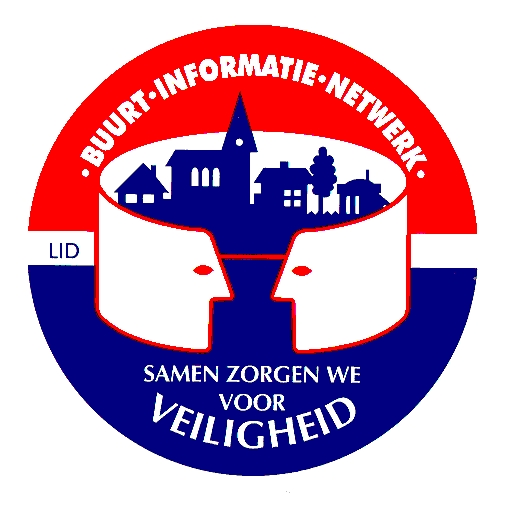 · BUURT · INFORMATIE · NETWERK ·
LID
SAMEN ZORGEN WE
VOOR
VEILIGHEID